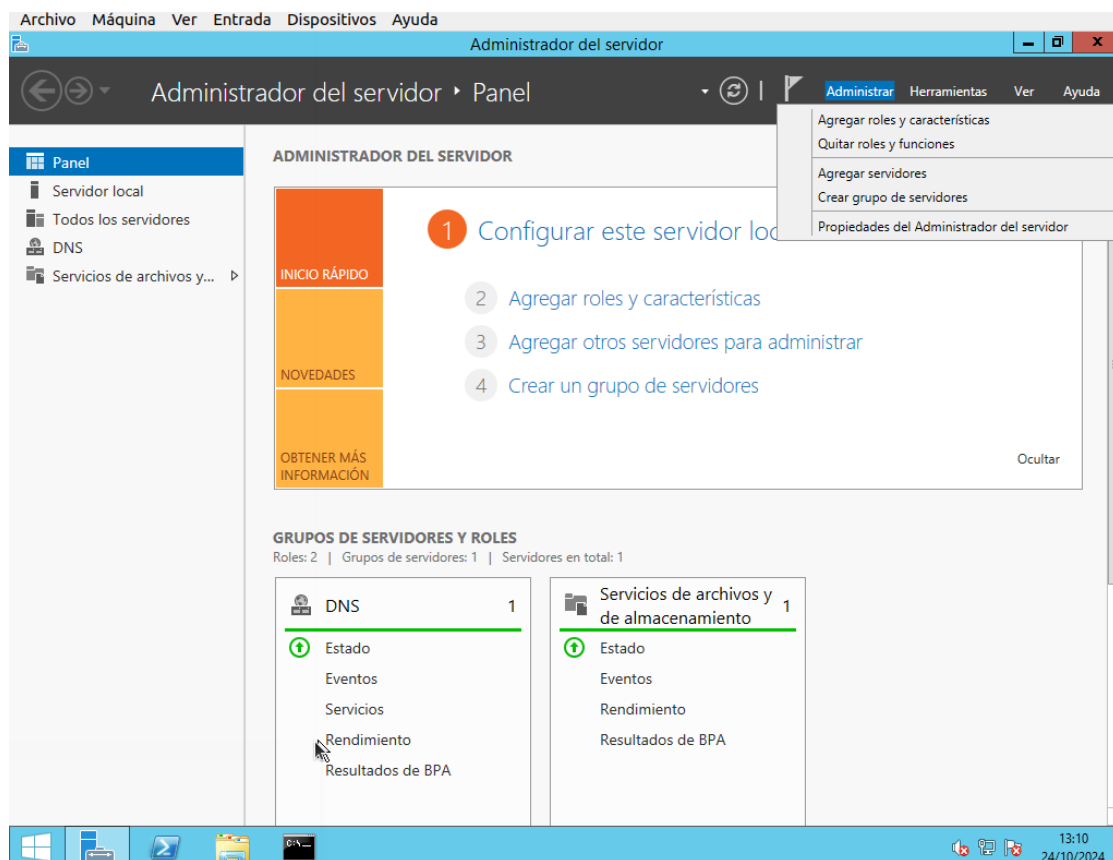 Archivo Máquina Ver Entrada Dispositivos Ayuda
Administrador del servidor
Administrador del servidor • Panel
Administrar Herramientas Ver Ayuda
Agregar roles y características
Quitar roles y funciones
Agregar servidores
Crear grupo de servidores
Propiedades del Administrador del servidor
Panel
Servidor local
Todos los servidores
DNS
Servicios de archivos y...
ADMINISTRADOR DEL SERVIDOR
INICIO RÁPIDO
NOVEDADES
OBTENER MÁS
INFORMACIÓN
1 Configurar este servidor loc
2 Agregar roles y características
3 Agregar otros servidores para administrar
4 Crear un grupo de servidores
Ocultar
GRUPOS DE SERVIDORES Y ROLES
Roles: 2 | Grupos de servidores: 1 | Servidores en total: 1
DNS 1
Estado
Eventos
Servicios
Rendimiento
Resultados de BPA
Servicios de archivos y
de almacenamiento 1
Estado
Eventos
Rendimiento
Resultados de BPA
C:\
13:10
24/10/2024